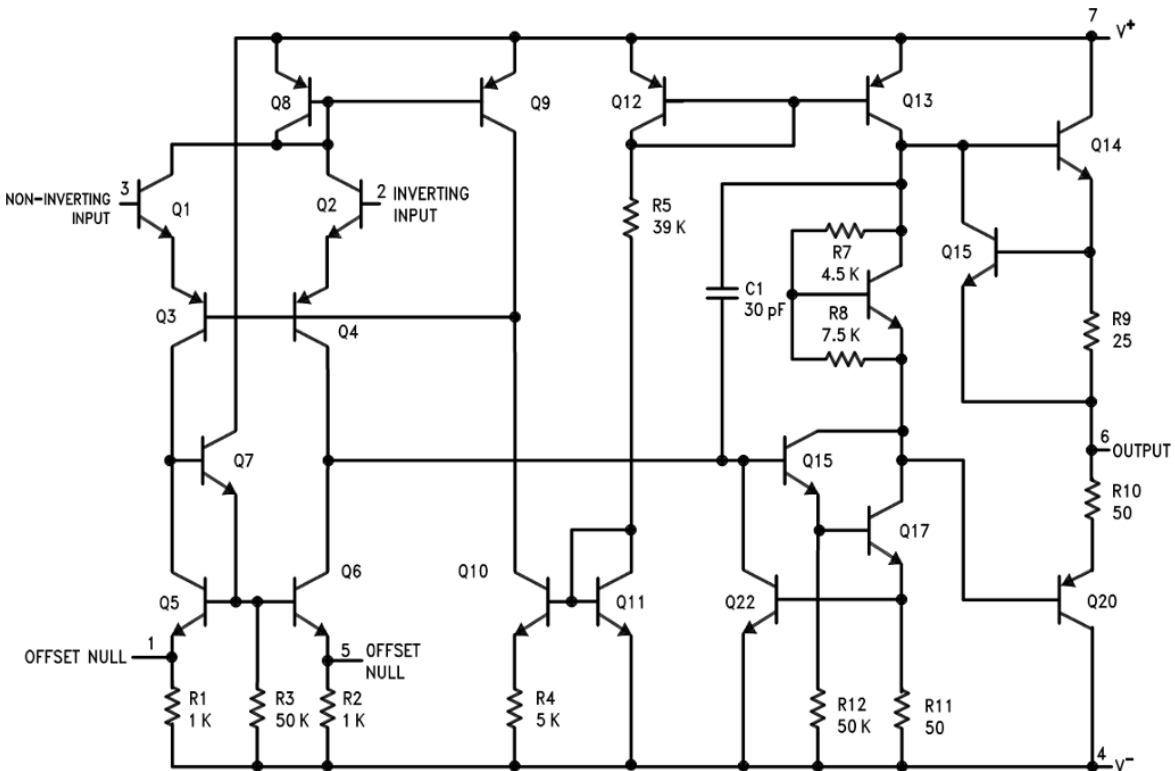 7
V+
Q8
Q9
Q12
Q13
Q14
3
NON-INVERTING
INPUT
Q1
Q2
2 INVERTING
INPUT
R5
39 K
R7
4.5 K
Q15
C1
30 pF
R8
7.5 K
R9
25
Q3
Q4
Q7
Q15
6
OUTPUT
R10
50
Q17
Q5
Q6
Q10
Q11
Q22
Q20
1
OFFSET NULL
5 OFFSET
NULL
R1
1 K
R3
50 K
R2
1 K
R4
5 K
R12
50 K
R11
50
4
V-